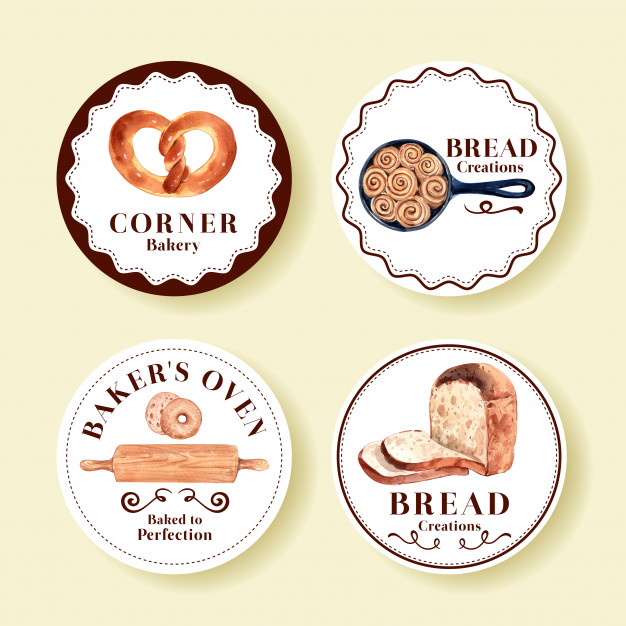 CORNER
Bakery
BREAD
Creations
BAKER'S OVEN
Baked to
Perfection
BREAD
Creations